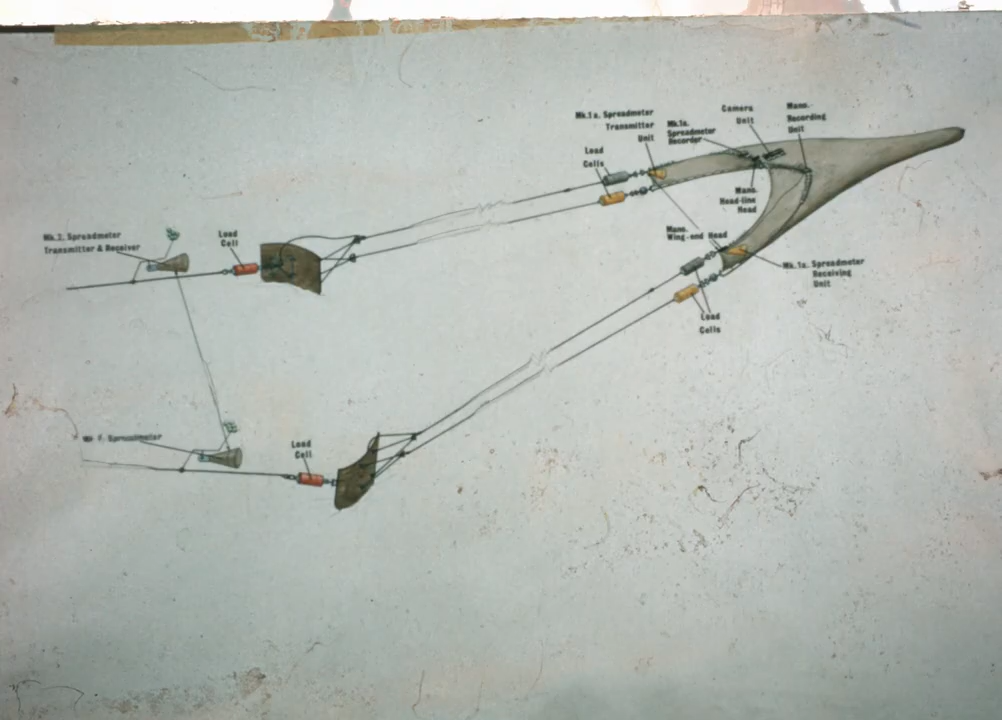 Mk.1a. Spreadmeter
Transmitter
Unit
Mk.1a.
Spreadmeter
Recorder
Camera
Unit
Mano.
Recording
Unit
Load
Cells
Mano.
Head-line
Head
Mano.
Wing-end Head
Mk.1a. Spreadmeter
Receiving
Unit
Load
Cells
Mk.2. Spreadmeter
Transmitter & Receiver
Load
Cell
Spreadmeter
Load
Cell